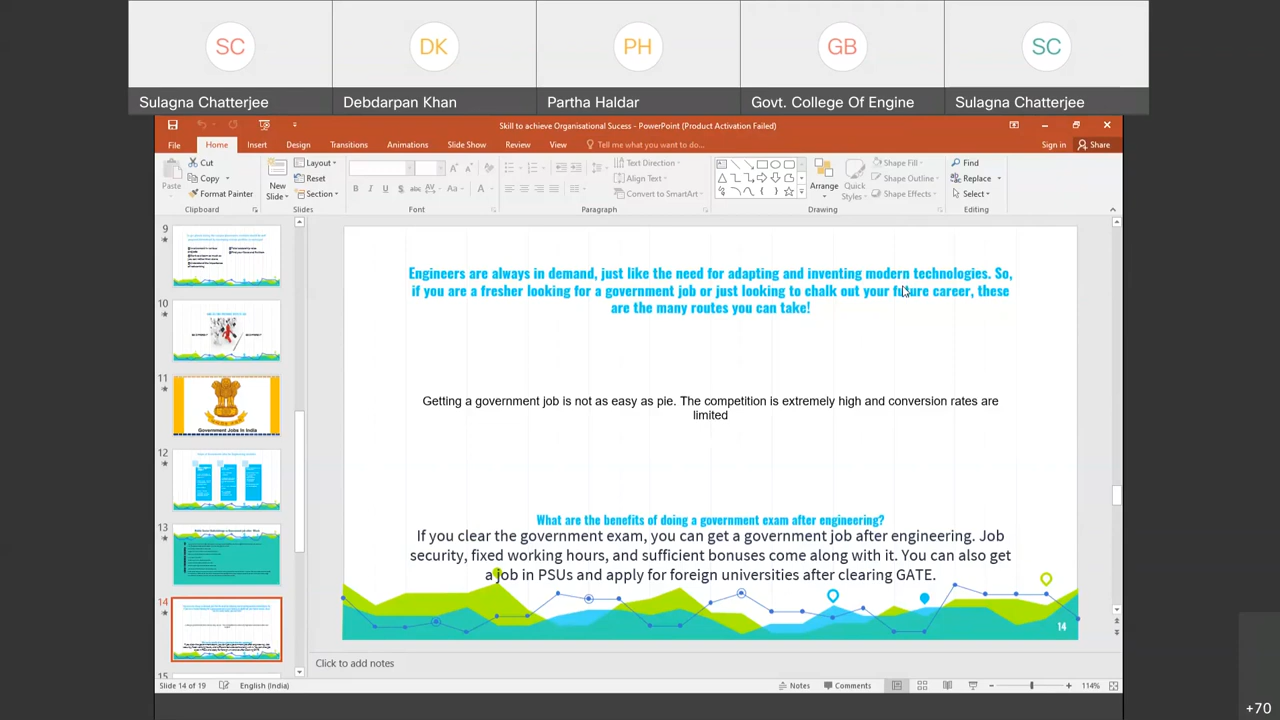 SC
DK
PH
GB
SC
Sulagna Chatterjee
Debdarpan Khan
Partha Haldar
Govt. College Of Engine
Sulagna Chatterjee
Skill to achieve Organisational Sucess - PowerPoint (Product Activation Failed)
File Home Insert Design Transitions Animations Slide Show Review View Tell me what you want to do... Sign in Share
Paste
Cut
Copy
Format Painter
Clipboard
New Slide
Layout
Reset
Section
Slides
Font
Text Direction
Align Text
Convert to SmartArt
Paragraph
Arrange
Quick Styles
Shape Fill
Shape Outline
Shape Effects
Drawing
Find
Replace
Select
Editing
9
10
11
Government Jobs In India
12
13
14
15
Engineers are always in demand, just like the need for adapting and inventing modern technologies. So,
if you are a fresher looking for a government job or just looking to chalk out your future career, these
are the many routes you can take!
Getting a government job is not as easy as pie. The competition is extremely high and conversion rates are
limited
What are the benefits of doing a government exam after engineering?
If you clear the government exam, you can get a government job after engineering. Job
security, fixed working hours, and sufficient bonuses come along with it. You can also get
a job in PSUs and apply for foreign universities after clearing GATE.
14
Click to add notes
Slide 14 of 19 English (India) Notes Comments 114%
+70